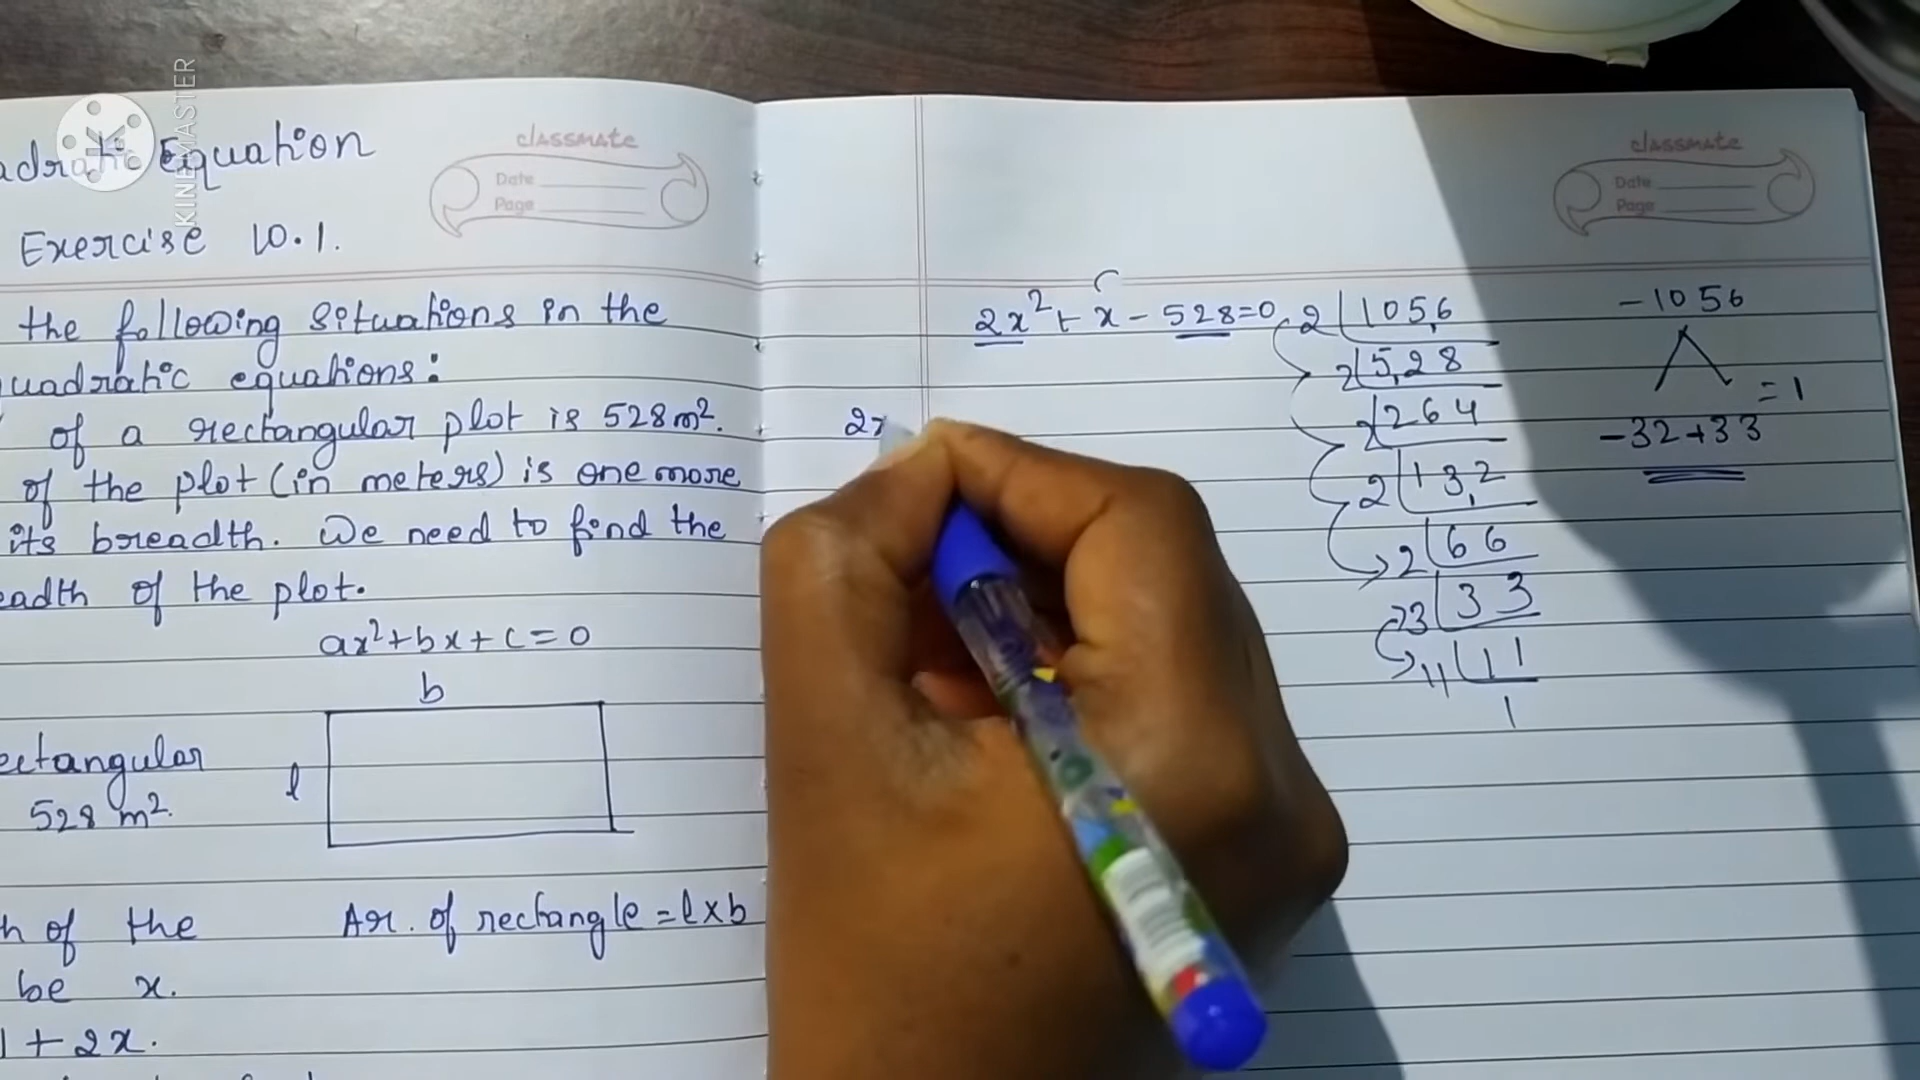 KINEMASTER
Equation
Exercise 10.1.
the following situations in the
quadratic equations:
of a rectangular plot is 528m².
of the plot (in meters) is one more
its breadth. We need to find the
eadth of the plot.
ax²+bx+c=0
b
ectangular
l
528 m².
of the
Ar. of rectangle = l×b
be x.
1 + 2x.
classmate
Date
Page
classmate
Date
Page
2x² + x - 528=0
2x
2 | 1056
2 | 528
2 | 264
2 | 132
2 | 66
3 | 33
11 | 11
1
-1056
= 1
-32+33